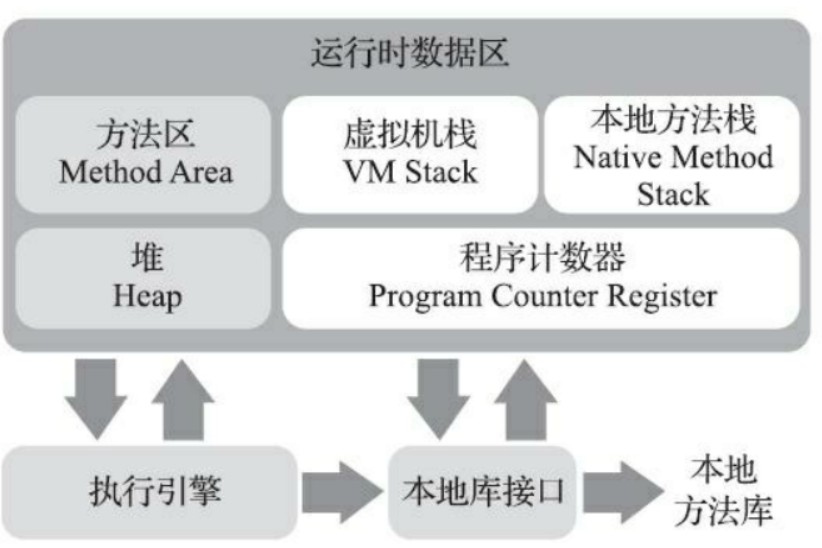 运行时数据区
方法区
Method Area
虚拟机栈
VM Stack
本地方法栈
Native Method
Stack
堆
Heap
程序计数器
Program Counter Register
执行引擎
本地库接口
本地
方法库